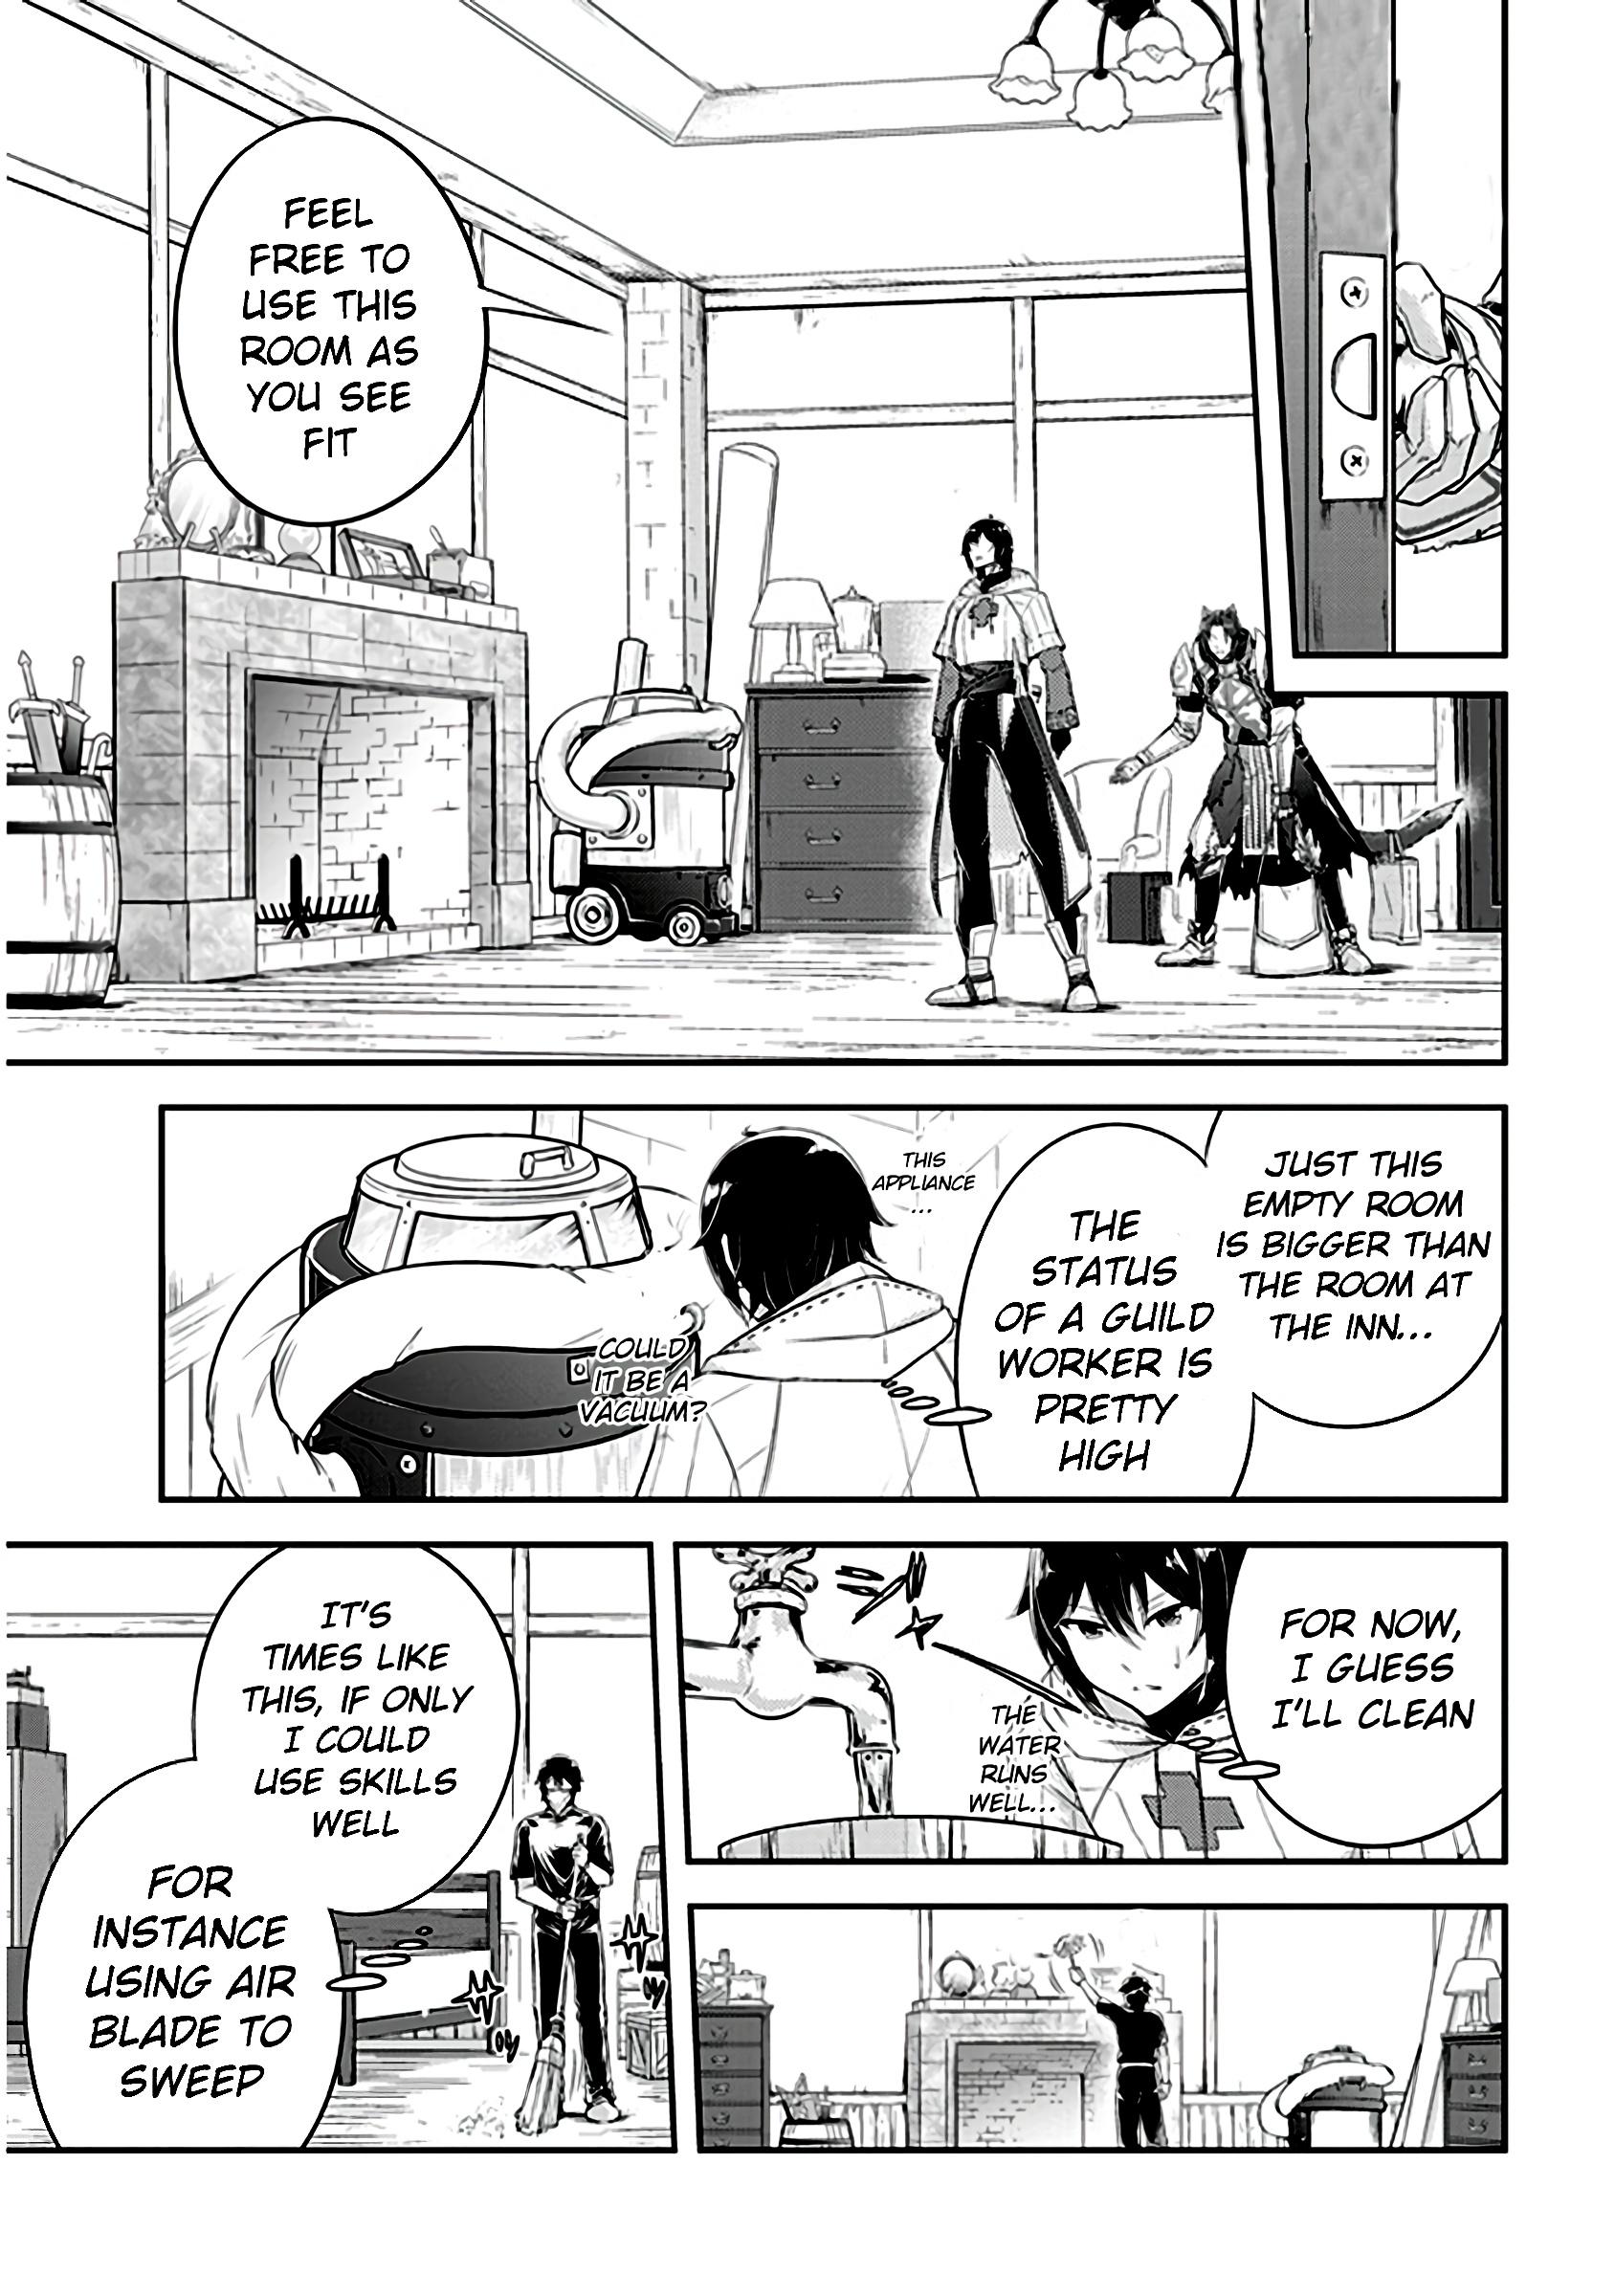 FEEL
FREE TO
USE THIS
ROOM AS
YOU SEE
FIT
JUST THIS
EMPTY ROOM
IS BIGGER THAN
THE ROOM AT
THE INN...
THE
STATUS
OF A GUILD
WORKER IS
PRETTY
HIGH
THIS
APPLIANCE
...
COULD
IT BE A
VACUUM?
FOR NOW,
I GUESS
I'LL CLEAN
THE
WATER
RUNS
WELL...
IT'S
TIMES LIKE
THIS, IF ONLY
I COULD
USE SKILLS
WELL
FOR
INSTANCE
USING AIR
BLADE TO
SWEEP